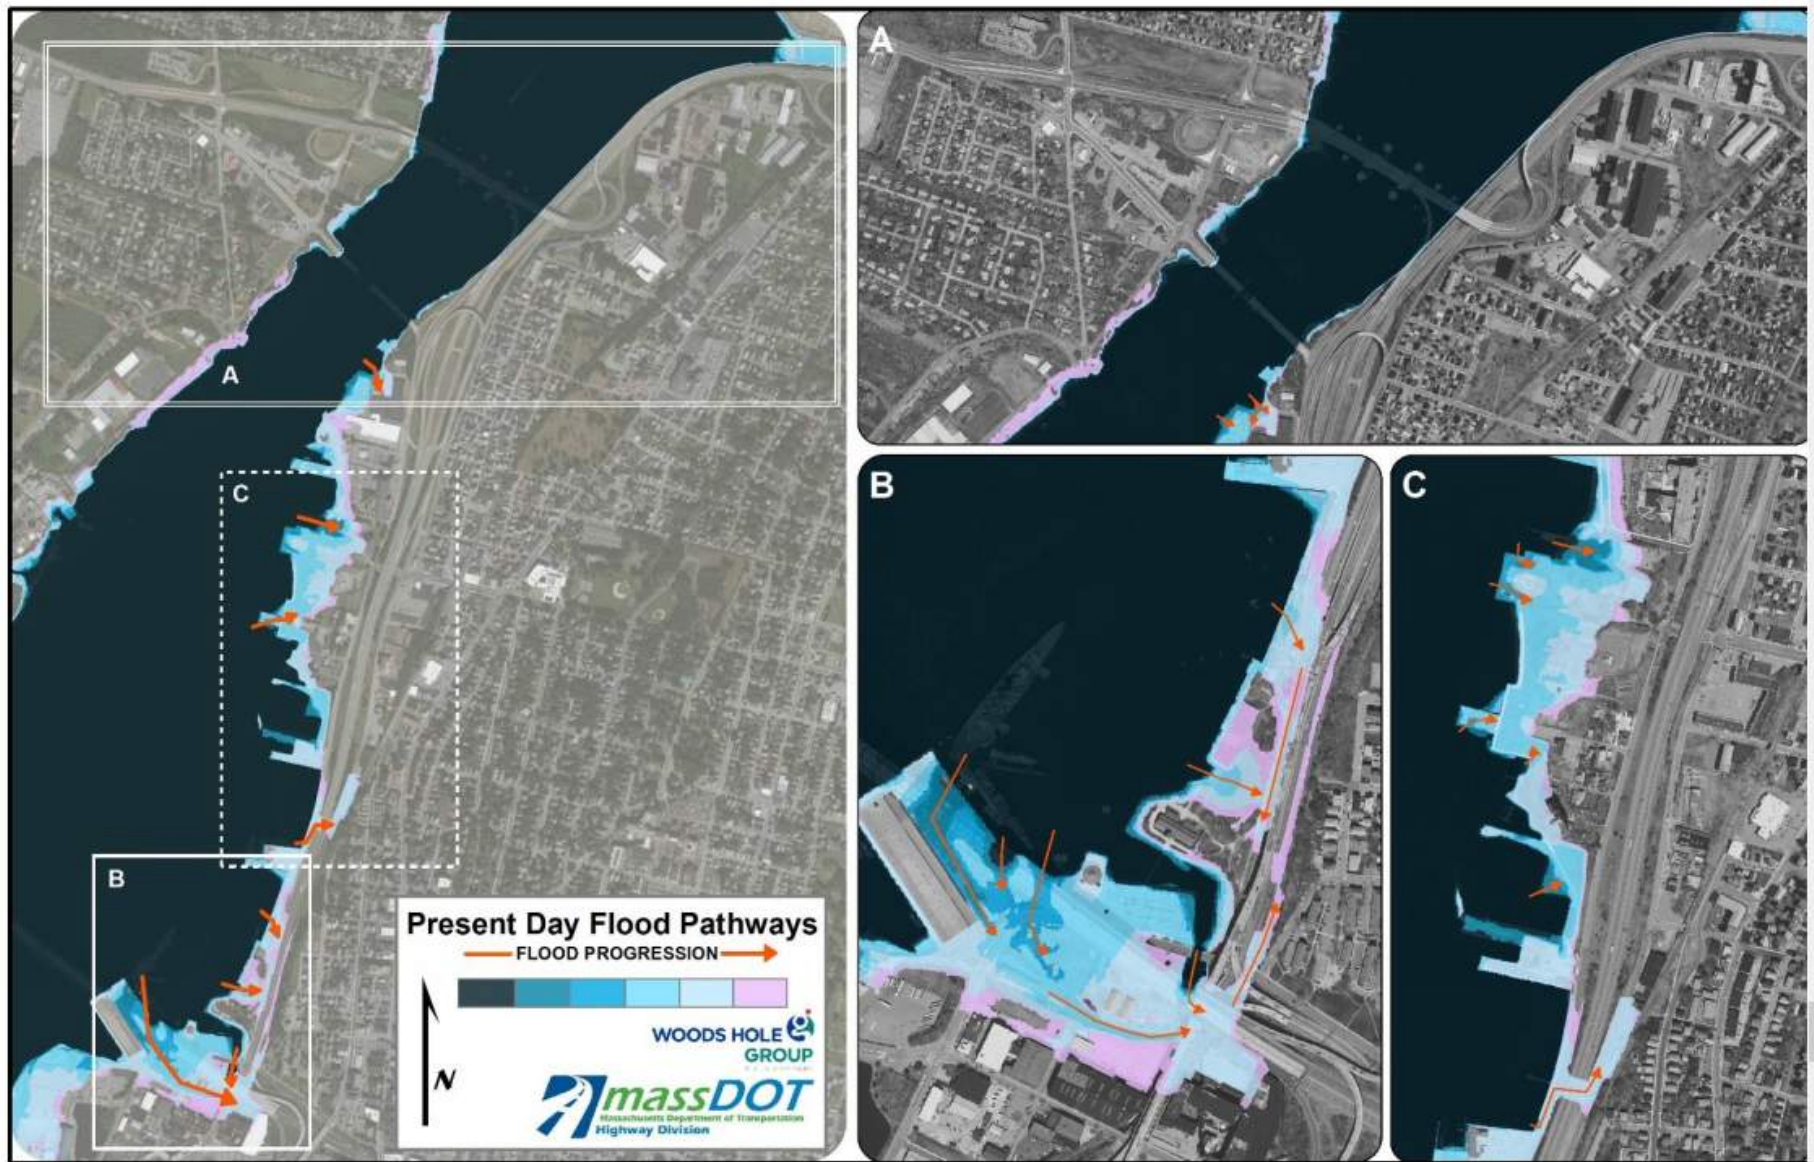 A
C
B
Present Day Flood Pathways
FLOOD PROGRESSION
N
WOODS HOLE
GROUP
massDOT
Massachusetts Department of Transportation
Highway Division
A
B
C